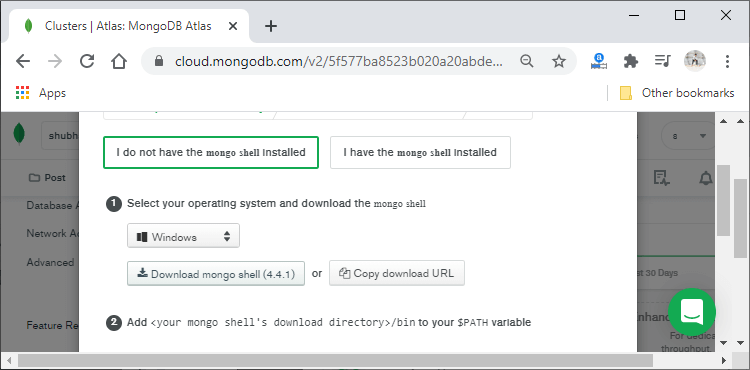 Clusters | Atlas: MongoDB Atlas
cloud.mongodb.com/v2/5f577ba8523b020a20abde...
Apps
Other bookmarks
shubh
s
I do not have the mongo shell installed
I have the mongo shell installed
Post
1 Select your operating system and download the mongo shell
Database A
Windows
Network Ac
Advanced
Download mongo shell (4.4.1) or Copy download URL
st 30 Days
2 Add <your mongo shell's download directory>/bin to your $PATH variable
Feature Re
nhanc
For dedica
throughout.